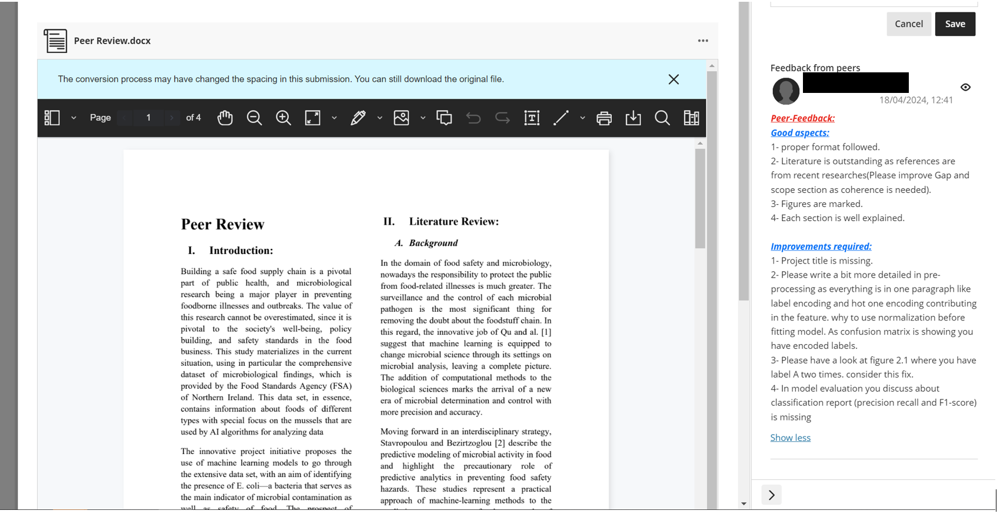 Peer Review.docx
The conversion process may have changed the spacing in this submission. You can still download the original file.
Page 1 of 4
Peer Review
I. Introduction:
Building a safe food supply chain is a pivotal
part of public health, and microbiological
research being a major player in preventing
foodborne illnesses and outbreaks. The value of
this research cannot be overestimated, since it is
pivotal to the society's well-being, policy
building, and safety standards in the food
business. This study materializes in the current
situation, using in particular the comprehensive
dataset of microbiological findings, which is
provided by the Food Standards Agency (FSA)
of Northern Ireland. This data set, in essence,
contains information about foods of different
types with special focus on the mussels that are
used by AI algorithms for analyzing data
The innovative project initiative proposes the
use of machine learning models to go through
the extensive data set, with an aim of identifying
the presence of E. coli—a bacteria that serves as
the main indicator of microbial contamination as
well as safety of food. The prospect of
II. Literature Review:
A. Background
In the domain of food safety and microbiology,
nowadays the responsibility to protect the public
from food-related illnesses is much greater. The
surveillance and the control of each microbial
pathogen is the most significant thing for
removing the doubt about the foodstuff chain. In
this regard, the innovative job of Qu and al. [1]
suggest that machine learning is equipped to
change microbial science through its settings on
microbial analysis, leaving a complete picture.
The addition of computational methods to the
biological sciences marks the arrival of a new
era of microbial determination and control with
more precision and accuracy.
Moving forward in an interdisciplinary strategy,
Stavropoulou and Bezirtzoglou [2] describe the
predictive modeling of microbial activity in food
and highlight the precautionary role of
predictive analytics in preventing food safety
hazards. These studies represent a practical
approach of machine-learning methods to the
Cancel
Save
Feedback from peers
18/04/2024, 12:41
Peer-Feedback:
Good aspects:
1- proper format followed.
2- Literature is outstanding as references are
from recent researches(Please improve Gap and
scope section as coherence is needed).
3- Figures are marked.
4- Each section is well explained.
Improvements required:
1- Project title is missing.
2- Please write a bit more detailed in pre-
processing as everything is in one paragraph like
label encoding and hot one encoding contributing
in the feature. why to use normalization before
fitting model. As confusion matrix is showing you
have encoded labels.
3- Please have a look at figure 2.1 where you have
label A two times. consider this fix.
4- In model evaluation you discuss about
classification report (precision recall and F1-score)
is missing
Show less